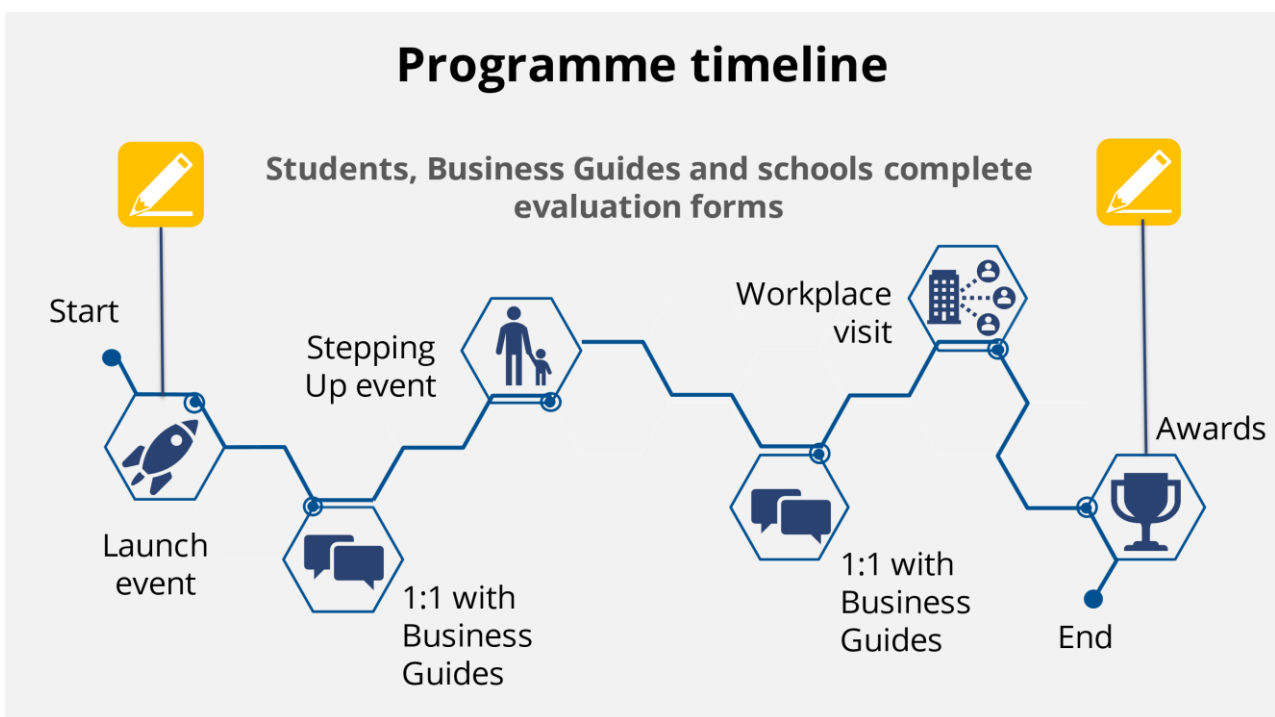 Programme timeline
Students, Business Guides and schools complete
evaluation forms
Start
Launch
event
1:1 with
Business
Guides
Stepping
Up event
1:1 with
Business
Guides
Workplace
visit
Awards
End